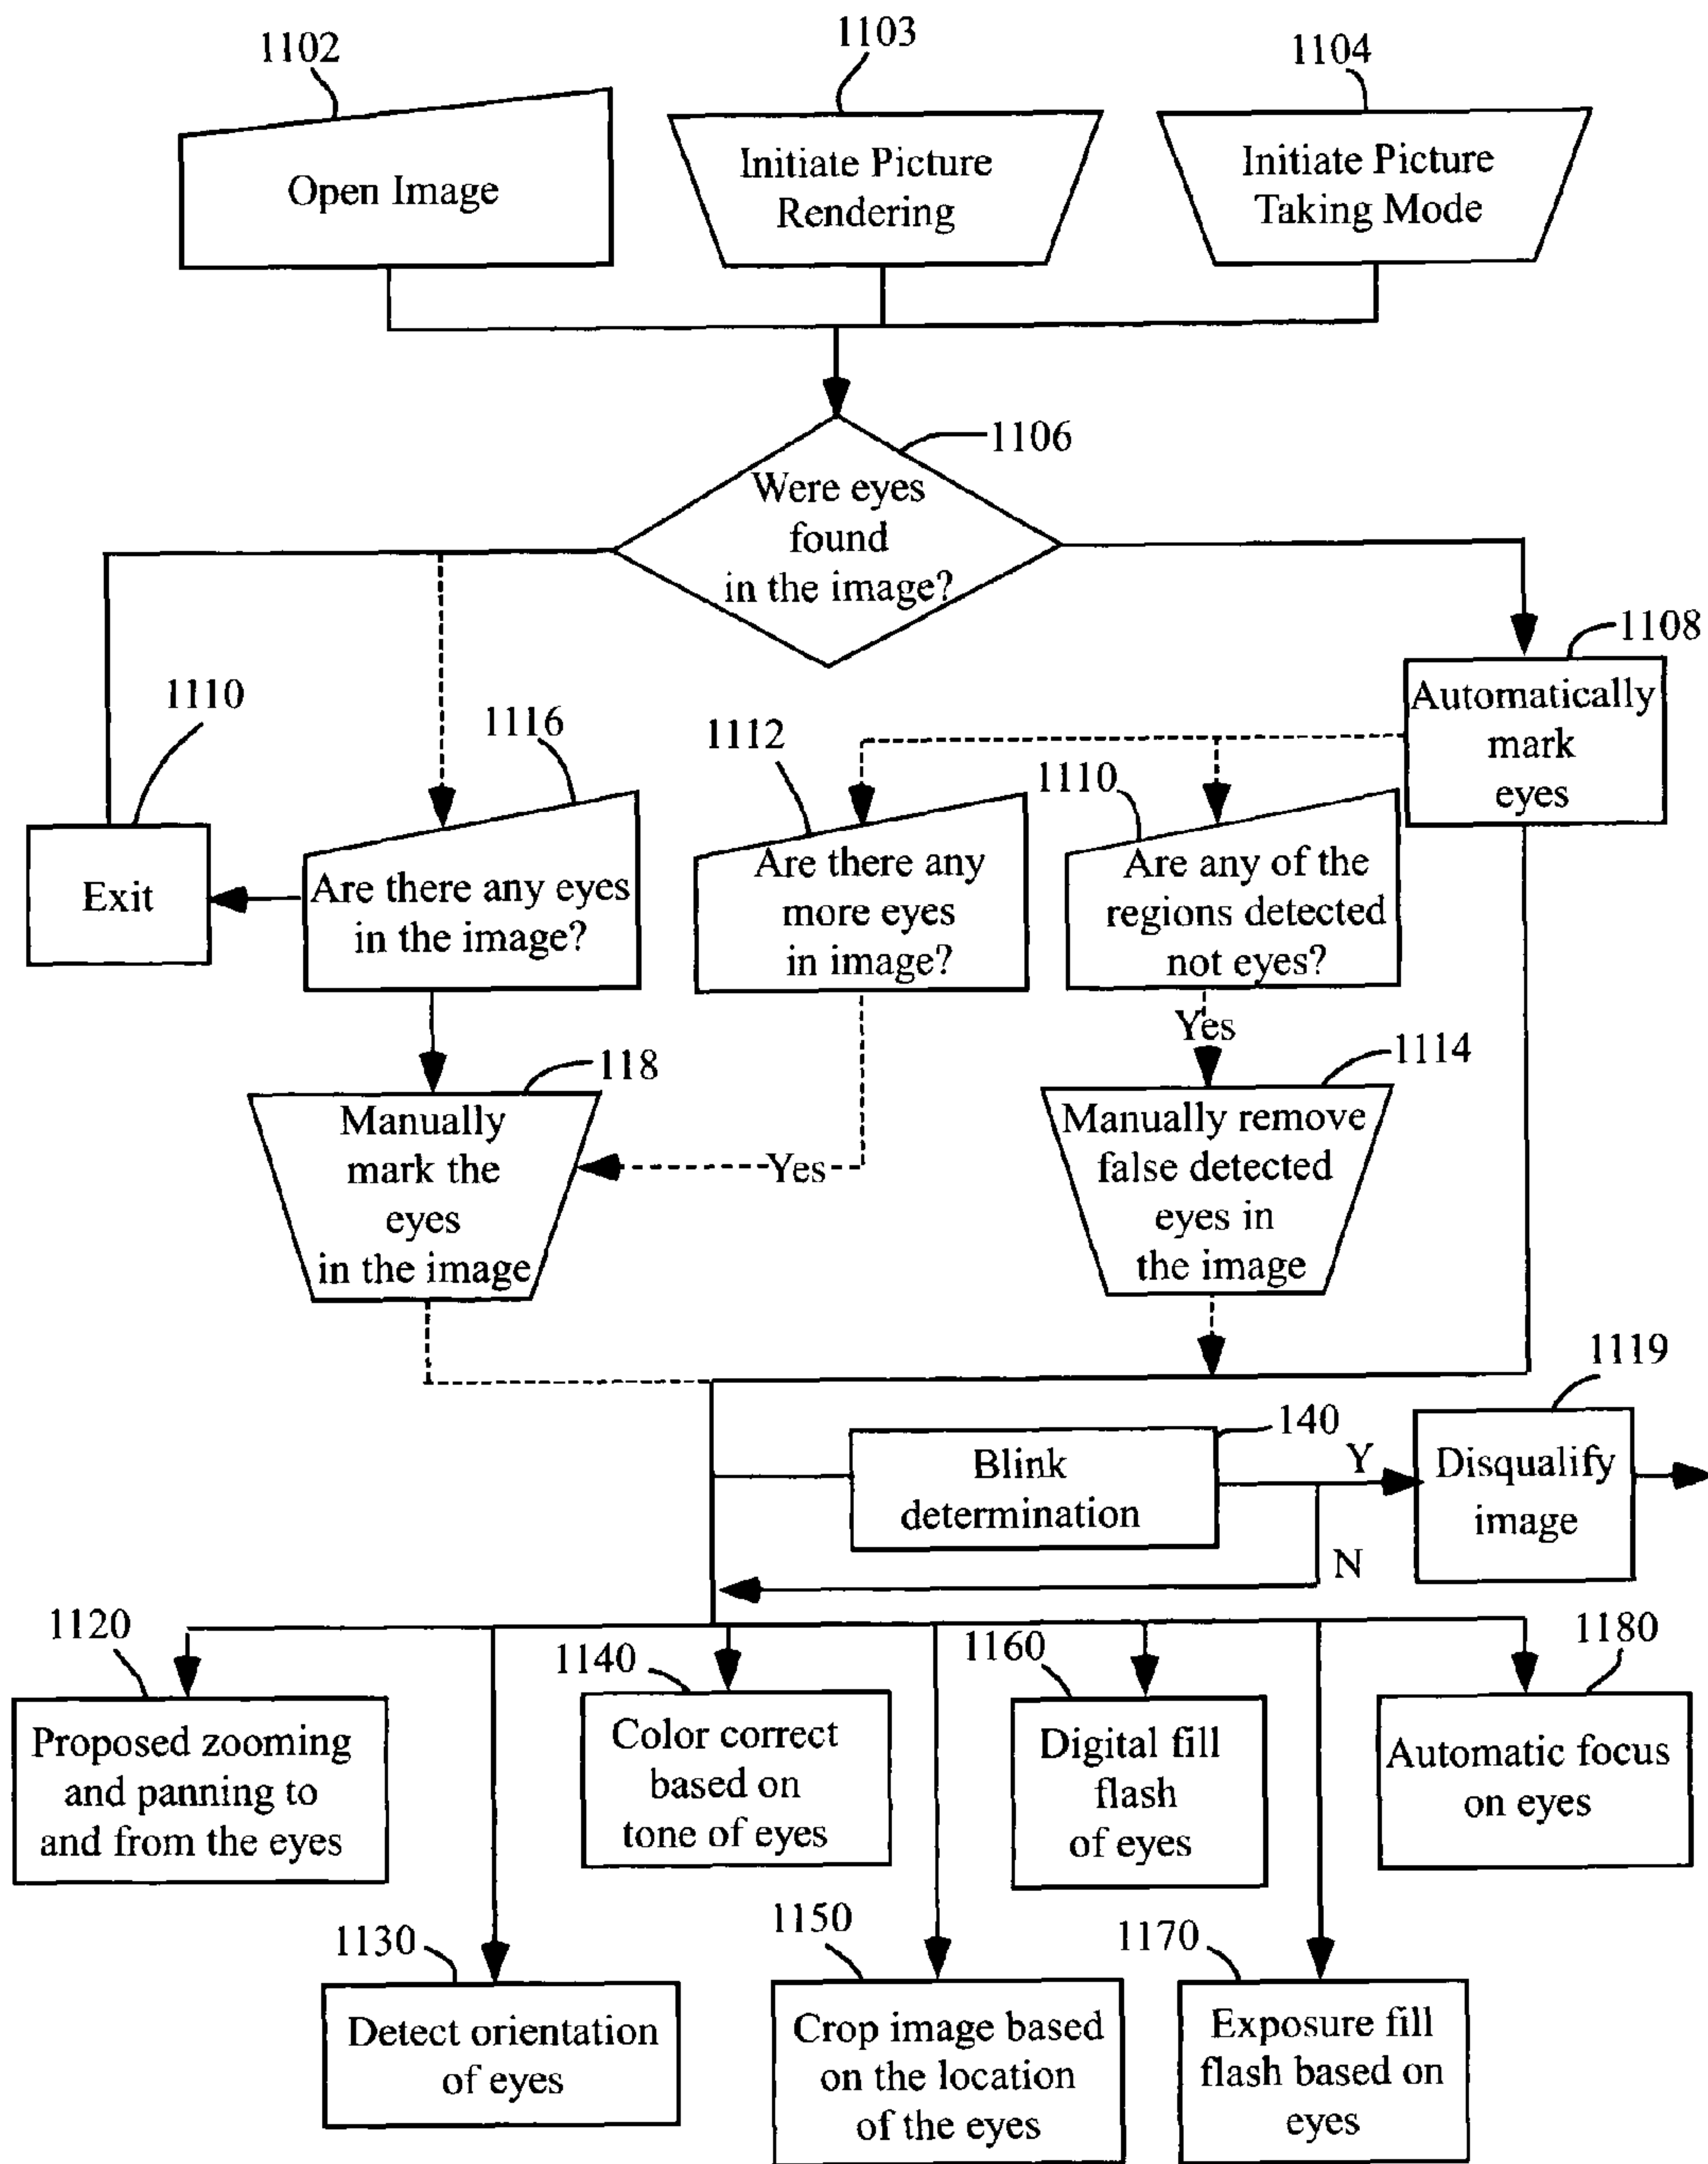 1102
1103
1104
Open Image
Initiate Picture
Rendering
Initiate Picture
Taking Mode
1106
Were eyes
found
in the image?
1108
Automatically
mark
eyes
1110
1116
1112
1110
Exit
Are there any eyes
in the image?
Are there any
more eyes
in image?
Are any of the
regions detected
not eyes?
Yes
118
1114
Manually
mark the
eyes
in the image
Yes
Manually remove
false detected
eyes in
the image
1119
140
Blink
determination
Y
Disqualify
image
N
1120
1140
1160
1180
Proposed zooming
and panning to
and from the eyes
Color correct
based on
tone of eyes
Digital fill
flash
of eyes
Automatic focus
on eyes
1130
1150
1170
Detect orientation
of eyes
Crop image based
on the location
of the eyes
Exposure fill
flash based on
eyes